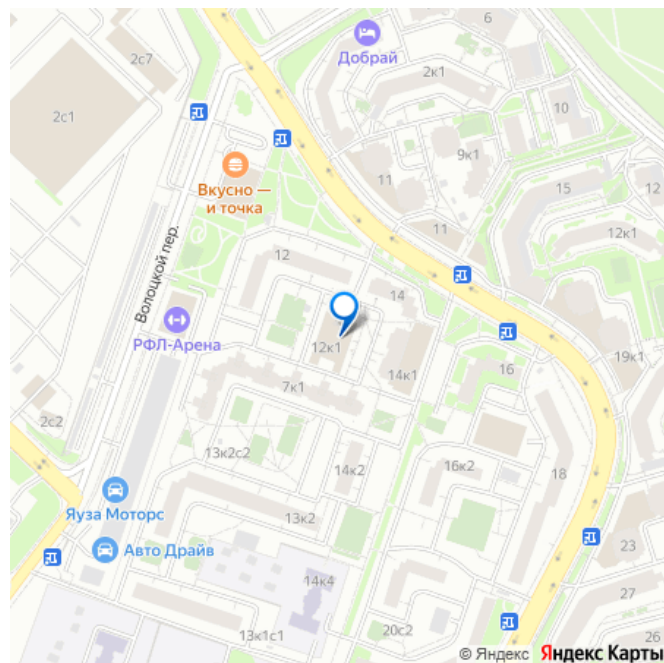 6
Добрай
2с7
2к1
2с1
10
9к1
11
15
12
Вкусно —
и точка
11
12к1
Волоцкой пер.
12
14
РФЛ-Арена
12к1
19к1
14к1
16
7к1
2с2
13к2с2
14к2
16к2
18
Яуза Моторс
13к2
Авто Драйв
23
14к4
27
20с2
13к1с1
26
© Яндекс Яндекс Карты